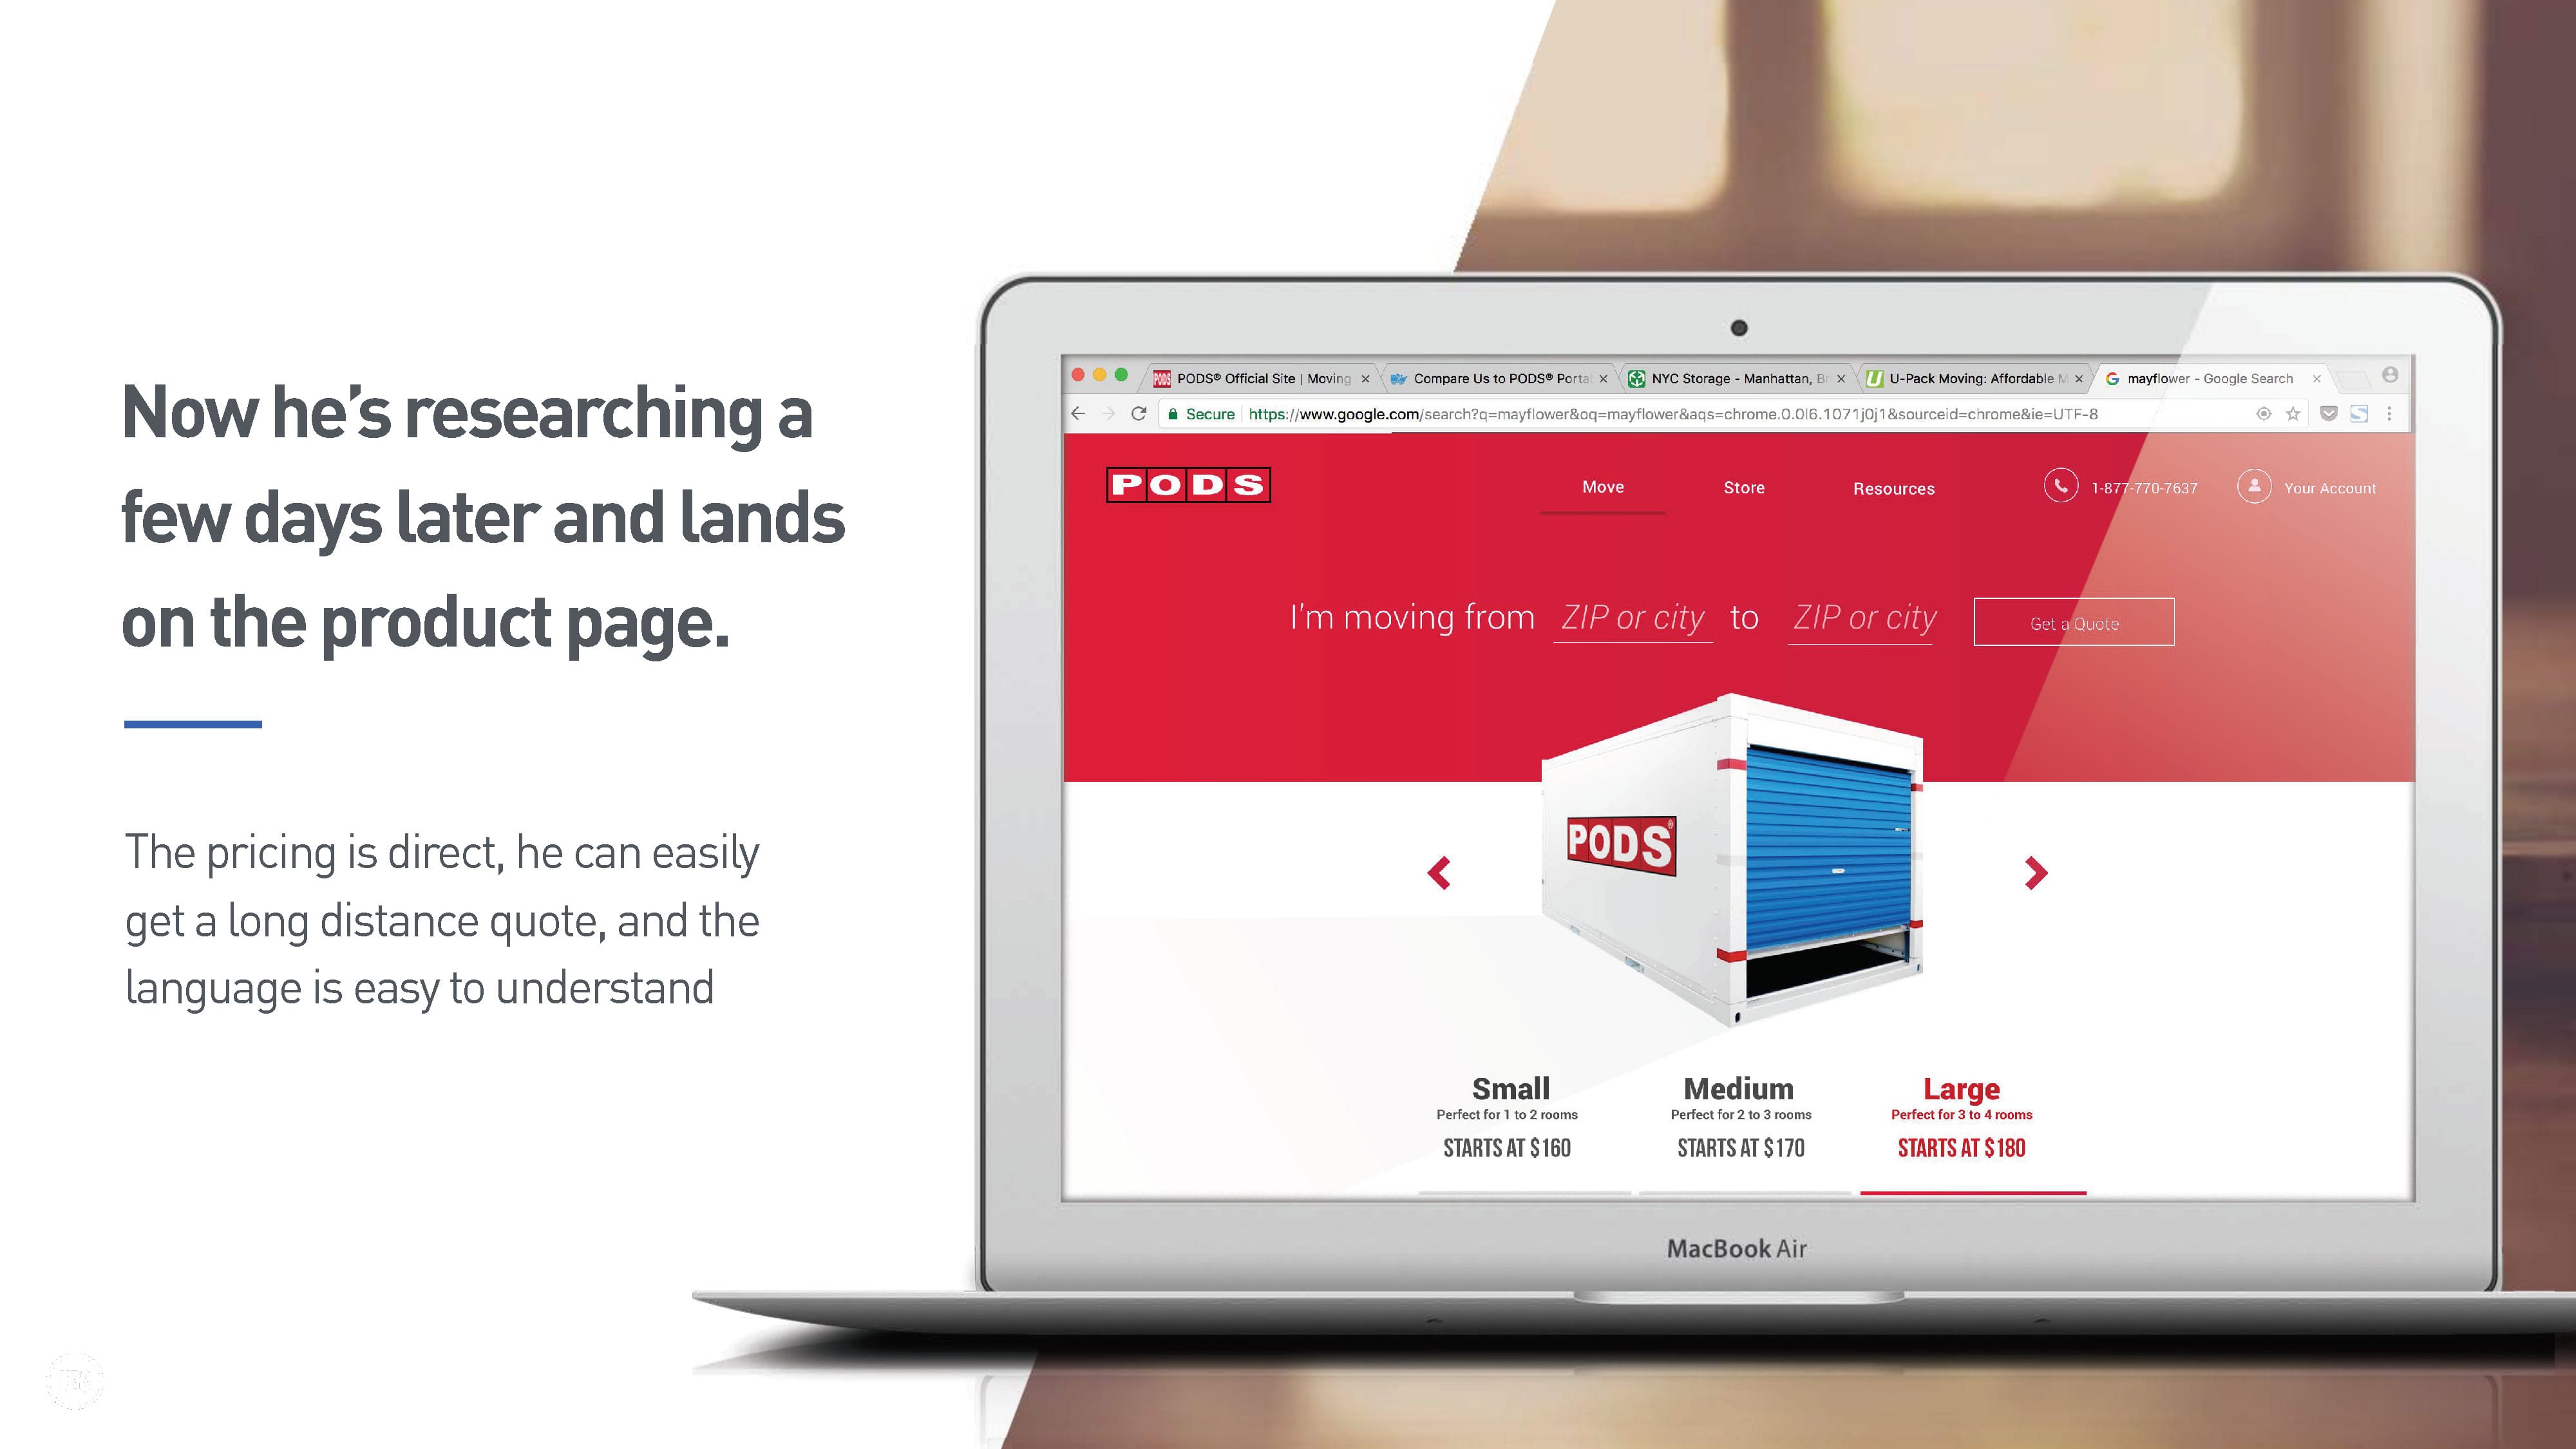 Now he's researching a
few days later and lands
on the product page.
The pricing is direct, he can easily
get a long distance quote, and the
language is easy to understand
PODS® Official Site | Moving
Compare Us to PODS® Porta
NYC Storage - Manhattan, Br
U-Pack Moving: Affordable M
mayflower - Google Search
Secure https://www.google.com/search?q=mayflower&oq=mayflower&aqs=chrome.0.0l6.1071j0j1&sourceid=chrome&ie=UTF-8
PODS
Move Store Resources 1-877-770-7637 Your Account
I'm moving from ZIP or city to ZIP or city Get a Quote
PODS®
Small Medium Large
Perfect for 1 to 2 rooms Perfect for 2 to 3 rooms Perfect for 3 to 4 rooms
STARTS AT $160 STARTS AT $170 STARTS AT $180
MacBook Air